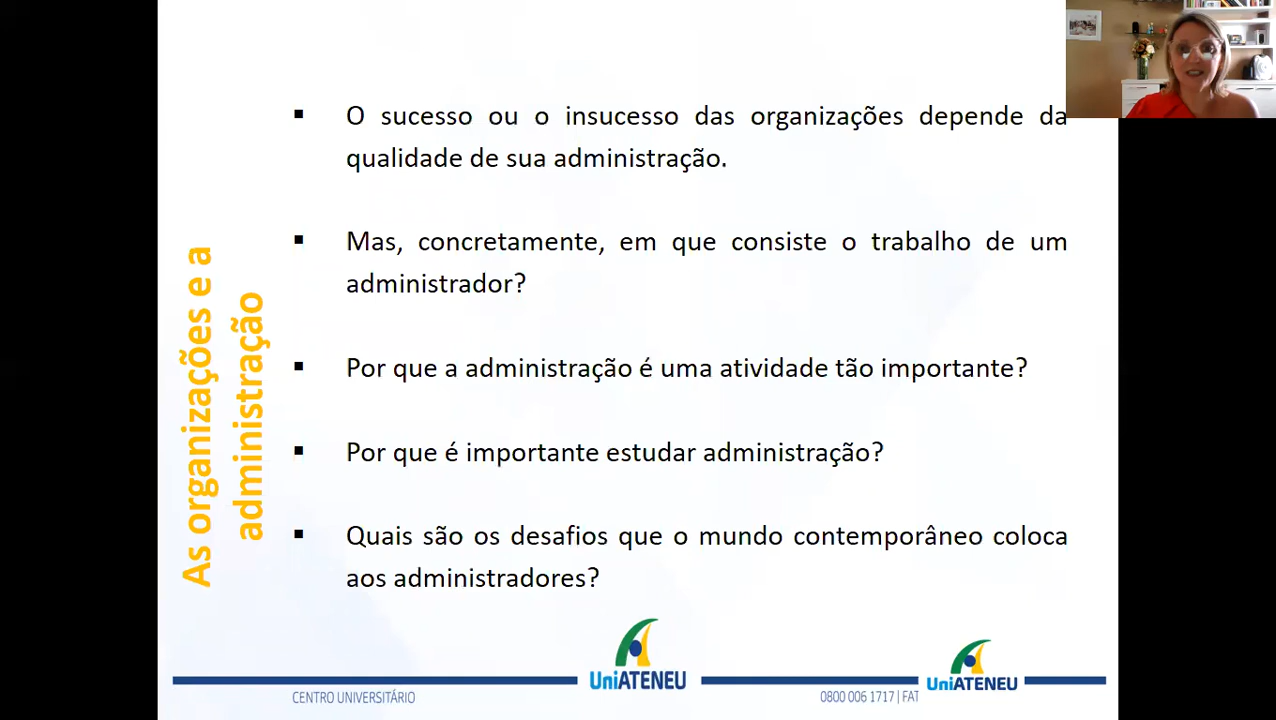 O sucesso ou o insucesso das organizações depende da
qualidade de sua administração.
Mas, concretamente, em que consiste o trabalho de um
administrador?
Por que a administração é uma atividade tão importante?
Por que é importante estudar administração?
Quais são os desafios que o mundo contemporâneo coloca
aos administradores?
As organizações e a
administração
UniATENEU
UniATENEU
CENTRO UNIVERSITÁRIO
0800 006 1717 | FAT